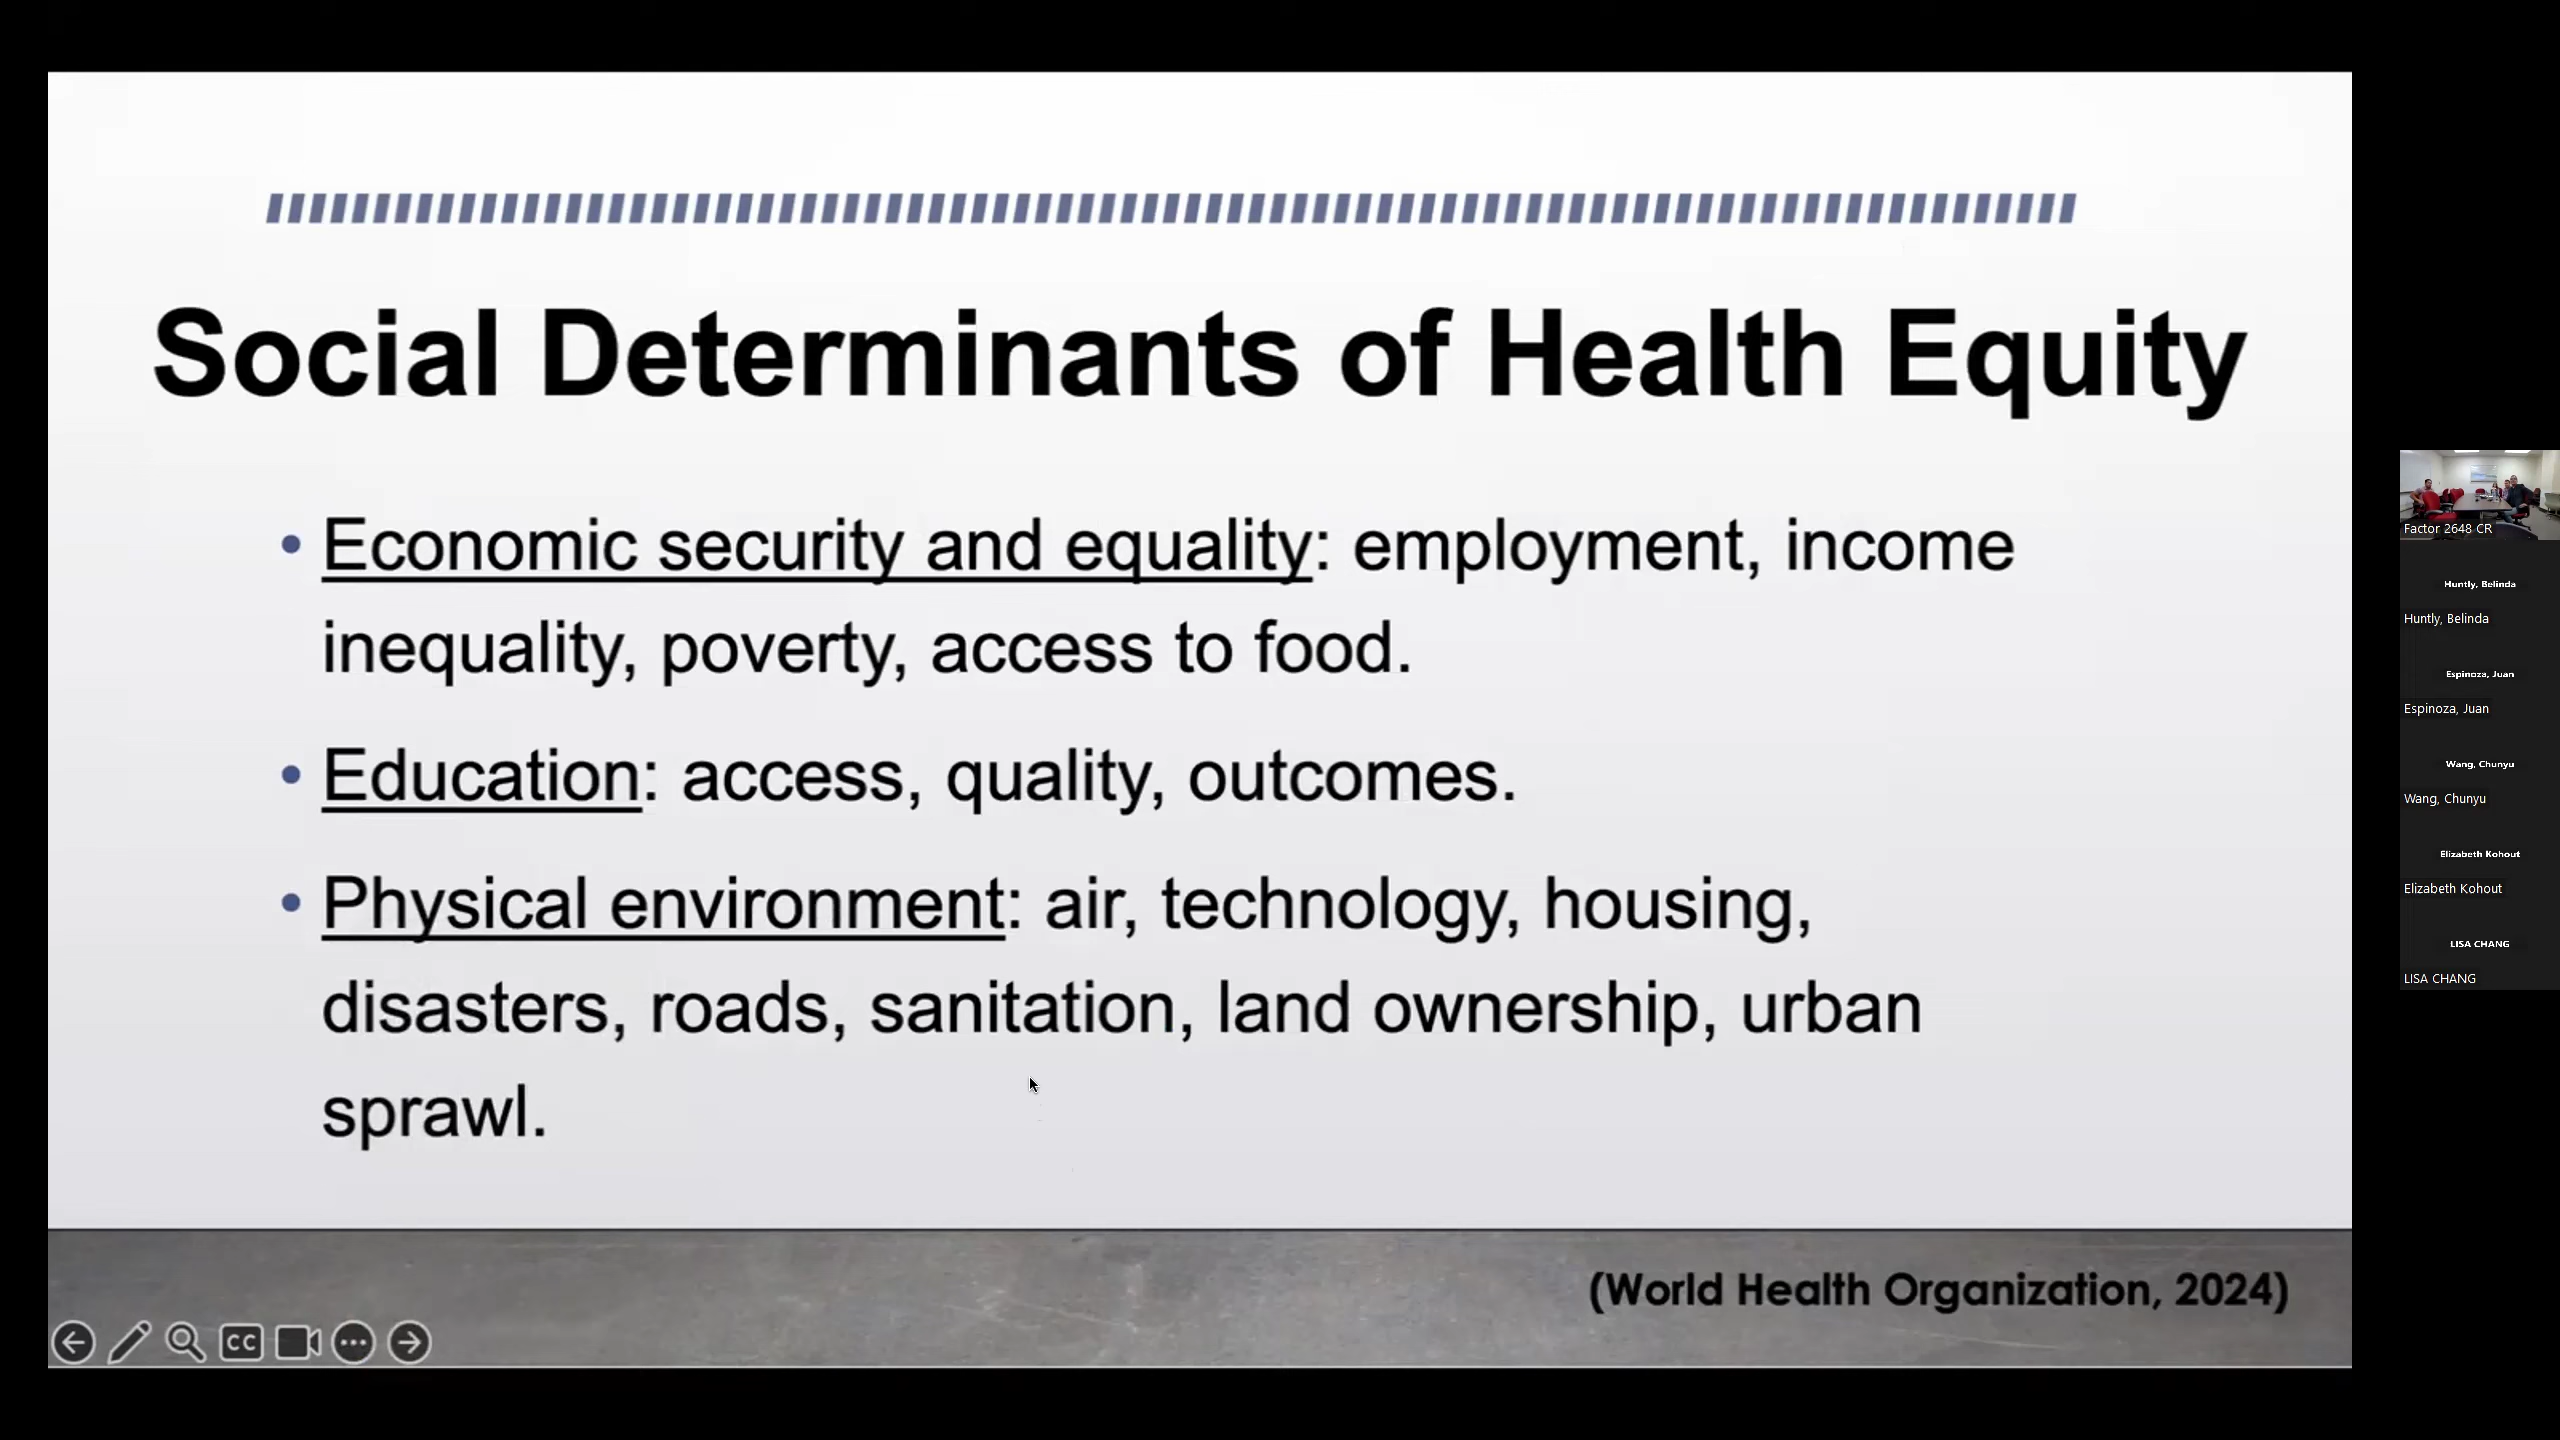 Social Determinants of Health Equity
• Economic security and equality: employment, income
inequality, poverty, access to food.
• Education: access, quality, outcomes.
• Physical environment: air, technology, housing,
disasters, roads, sanitation, land ownership, urban
sprawl.
(World Health Organization, 2024)
CC
Factor 2648 CR
Huntly, Belinda
Huntly, Belinda
Espinoza, Juan
Espinoza, Juan
Wang, Chunyu
Wang, Chunyu
Elizabeth Kohout
Elizabeth Kohout
LISA CHANG
LISA CHANG